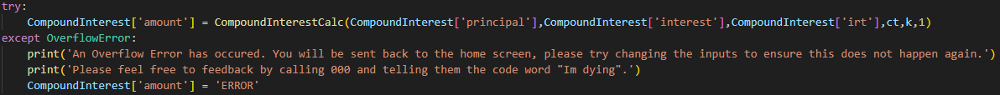 try:
    CompoundInterest['amount'] = CompoundInterestCalc(CompoundInterest['principal'],CompoundInterest['interest'],CompoundInterest['irt'],ct,k,1)
except OverflowError:
    print('An Overflow Error has occured. You will be sent back to the home screen, please try changing the inputs to ensure this does not happen again.')
    print('Please feel free to feedback by calling 000 and telling them the code word "Im dying".')
    CompoundInterest['amount'] = 'ERROR'